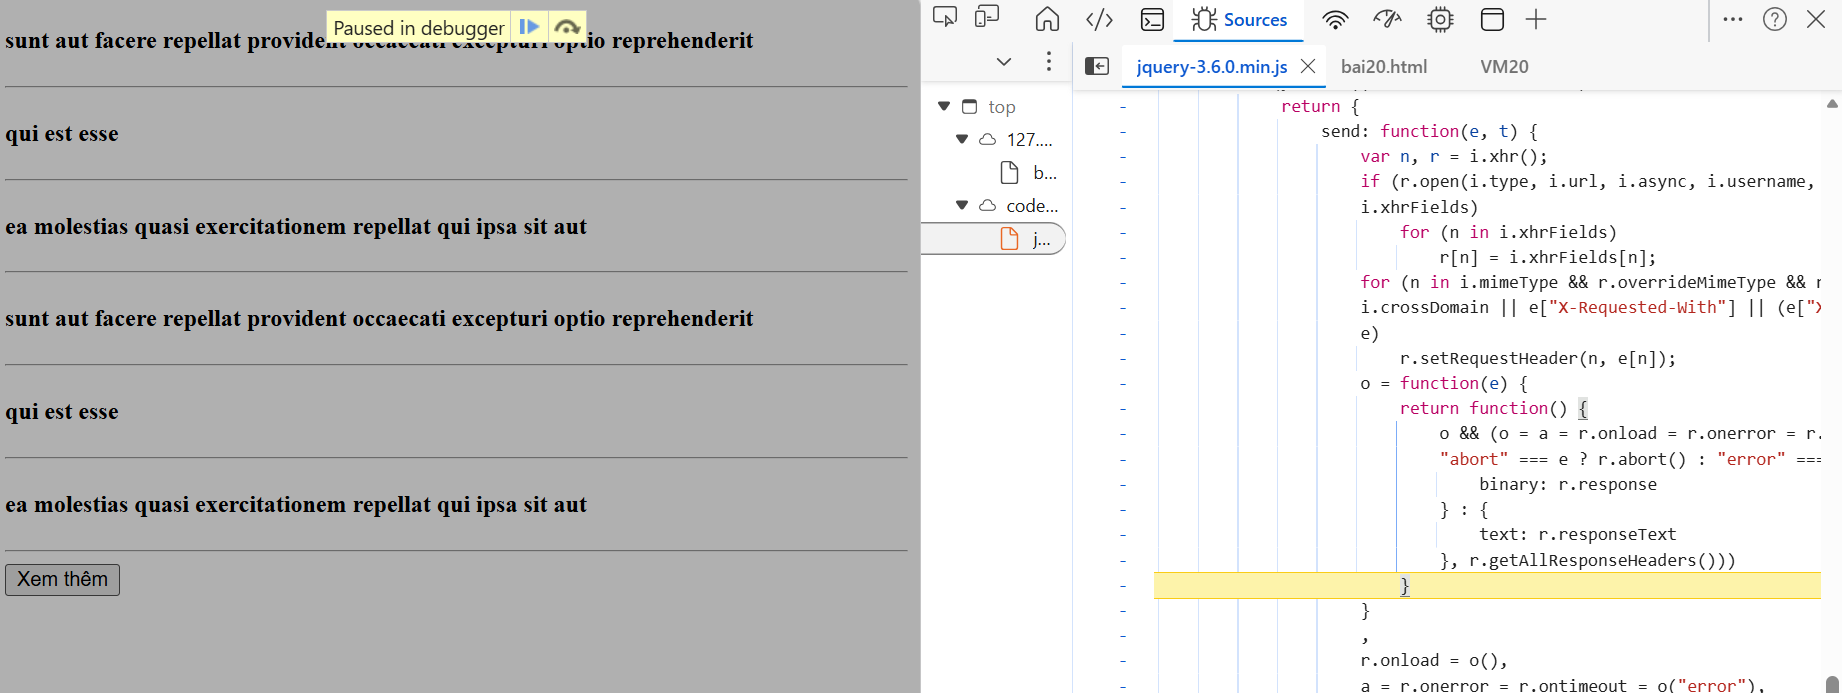 Paused in debugger
sunt aut facere repellat provident occaecati excepturi optio reprehenderit
qui est esse
ea molestias quasi exercitationem repellat qui ipsa sit aut
sunt aut facere repellat provident occaecati excepturi optio reprehenderit
qui est esse
ea molestias quasi exercitationem repellat qui ipsa sit aut
Xem thêm
Sources
top
127....
b...
code...
j...
jquery-3.6.0.min.js
bai20.html
VM20
return {
send: function(e, t) {
var n, r = i.xhr();
if (r.open(i.type, i.url, i.async, i.username,
i.xhrFields)
for (n in i.xhrFields)
r[n] = i.xhrFields[n];
for (n in i.mimeType && r.overrideMimeType && r
i.crossDomain || e["X-Requested-With"] || (e["X
e)
r.setRequestHeader(n, e[n]);
o = function(e) {
return function() {
o && (o = a = r.onload = r.onerror = r.
"abort" === e ? r.abort() : "error" ===
binary: r.response
} : {
text: r.responseText
}, r.getAllResponseHeaders()))
}
}
,
r.onload = o(),
a = r.onerror = r.ontimeout = o("error"),